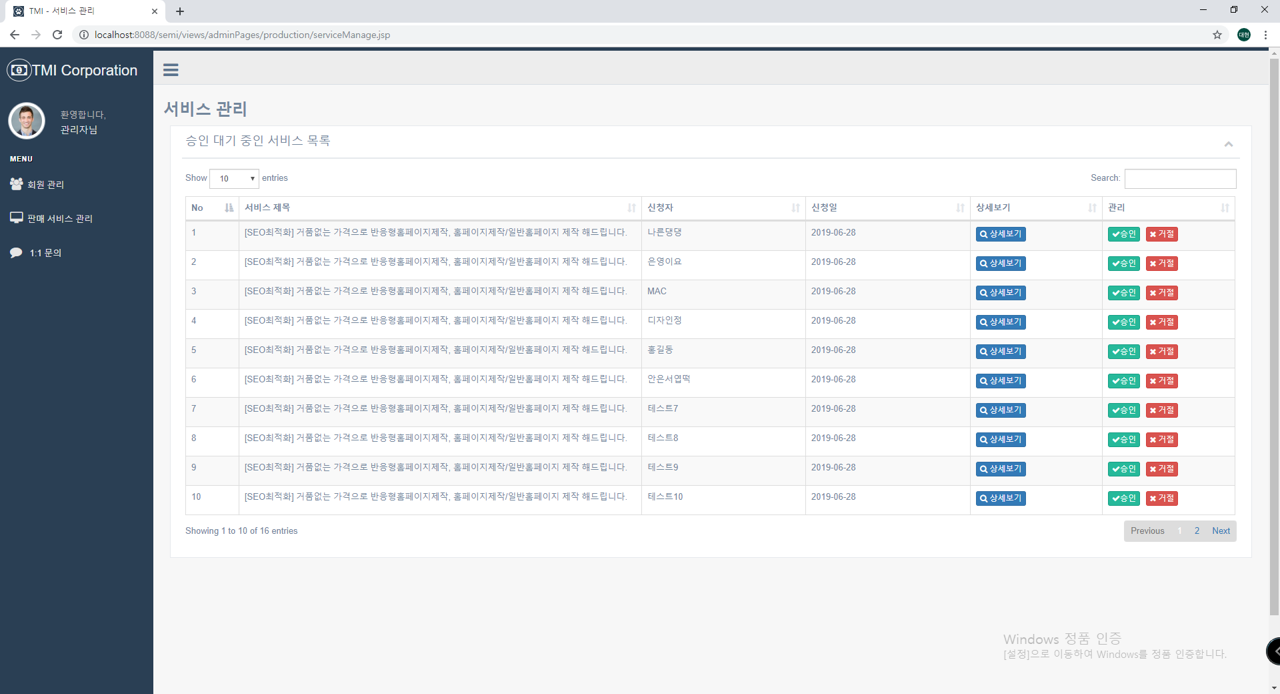 TMI - 서비스 관리
localhost:8088/semi/views/adminPages/production/serviceManage.jsp
대현
TMI Corporation
환영합니다,
관리자님
MENU
회원 관리
판매 서비스 관리
1:1 문의
서비스 관리
승인 대기 중인 서비스 목록
Show 10 entries Search:
No 서비스 제목 신청자 신청일 상세보기 관리
1 [SEO최적화] 거품없는 가격으로 반응형홈페이지제작, 홈페이지제작/일반홈페이지 제작 해드립니다. 나른댕댕 2019-06-28 상세보기 승인 거절
2 [SEO최적화] 거품없는 가격으로 반응형홈페이지제작, 홈페이지제작/일반홈페이지 제작 해드립니다. 은영이요 2019-06-28 상세보기 승인 거절
3 [SEO최적화] 거품없는 가격으로 반응형홈페이지제작, 홈페이지제작/일반홈페이지 제작 해드립니다. MAC 2019-06-28 상세보기 승인 거절
4 [SEO최적화] 거품없는 가격으로 반응형홈페이지제작, 홈페이지제작/일반홈페이지 제작 해드립니다. 디자인정 2019-06-28 상세보기 승인 거절
5 [SEO최적화] 거품없는 가격으로 반응형홈페이지제작, 홈페이지제작/일반홈페이지 제작 해드립니다. 홍길동 2019-06-28 상세보기 승인 거절
6 [SEO최적화] 거품없는 가격으로 반응형홈페이지제작, 홈페이지제작/일반홈페이지 제작 해드립니다. 안은서엽떡 2019-06-28 상세보기 승인 거절
7 [SEO최적화] 거품없는 가격으로 반응형홈페이지제작, 홈페이지제작/일반홈페이지 제작 해드립니다. 테스트7 2019-06-28 상세보기 승인 거절
8 [SEO최적화] 거품없는 가격으로 반응형홈페이지제작, 홈페이지제작/일반홈페이지 제작 해드립니다. 테스트8 2019-06-28 상세보기 승인 거절
9 [SEO최적화] 거품없는 가격으로 반응형홈페이지제작, 홈페이지제작/일반홈페이지 제작 해드립니다. 테스트9 2019-06-28 상세보기 승인 거절
10 [SEO최적화] 거품없는 가격으로 반응형홈페이지제작, 홈페이지제작/일반홈페이지 제작 해드립니다. 테스트10 2019-06-28 상세보기 승인 거절
Showing 1 to 10 of 16 entries Previous 1 2 Next
Windows 정품 인증
[설정]으로 이동하여 Windows를 정품 인증합니다.